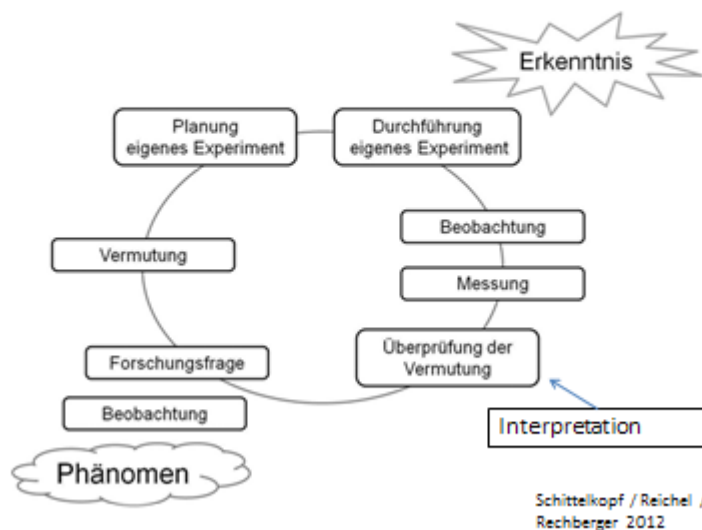 Erkenntnis
Planung
eigenes Experiment
Durchführung
eigenes Experiment
Beobachtung
Vermutung
Messung
Überprüfung der
Vermutung
Forschungsfrage
Beobachtung
Interpretation
Phänomen
Schittelkopf / Reichel /
Rechberger 2012